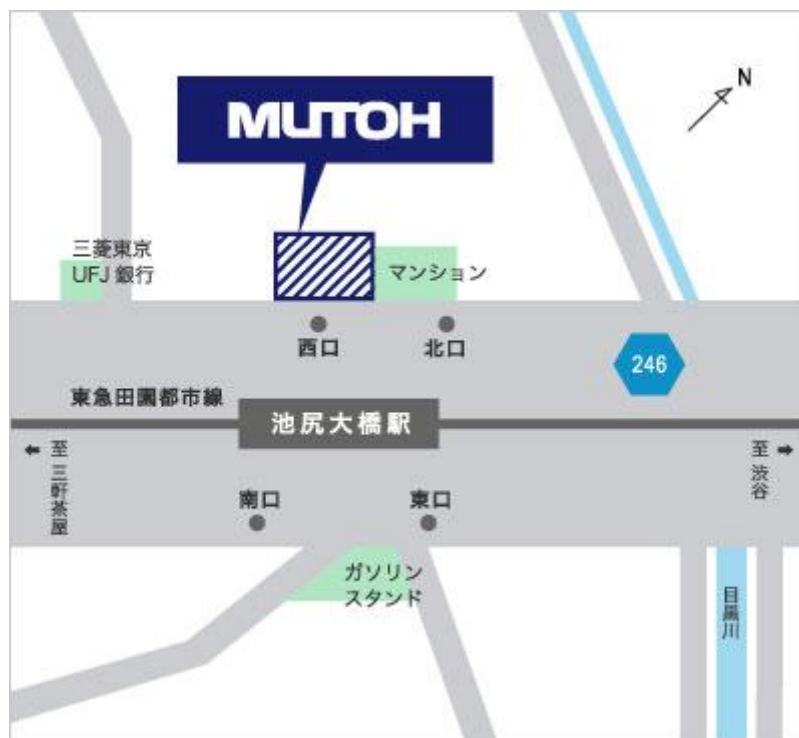 MUTOH
N
三菱東京
UFJ 銀行
マンション
西口
北口
246
東急田園都市線
池尻大橋駅
至 三軒茶屋
至 渋谷
南口
東口
ガソリン
スタンド
目黒川